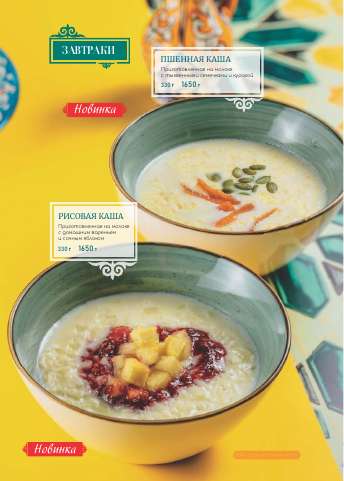 ЗАВТРАКИ
ПШЕННАЯ КАША
Приготовленная на молоке
с тыквенными семечками и курагой
330 г 1650 т
Новинка
РИСОВАЯ КАША
Приготовленная на молоке
с домашним вареньем
и сочным яблоком
330 г 1650 т
Новинка